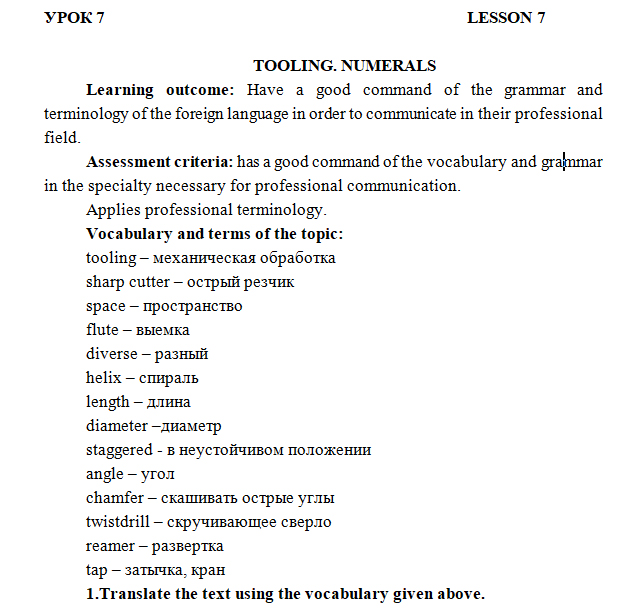 УРОК 7 LESSON 7
TOOLING. NUMERALS
Learning outcome: Have a good command of the grammar and
terminology of the foreign language in order to communicate in their professional
field.
Assessment criteria: has a good command of the vocabulary and grammar
in the specialty necessary for professional communication.
Applies professional terminology.
Vocabulary and terms of the topic:
tooling – механическая обработка
sharp cutter – острый резчик
space – пространство
flute – выемка
diverse – разный
helix – спираль
length – длина
diameter –диаметр
staggered - в неустойчивом положении
angle – угол
chamfer – скашивать острые углы
twistdrill – скручивающее сверло
reamer – развертка
tap – затычка, кран
1.Translate the text using the vocabulary given above.